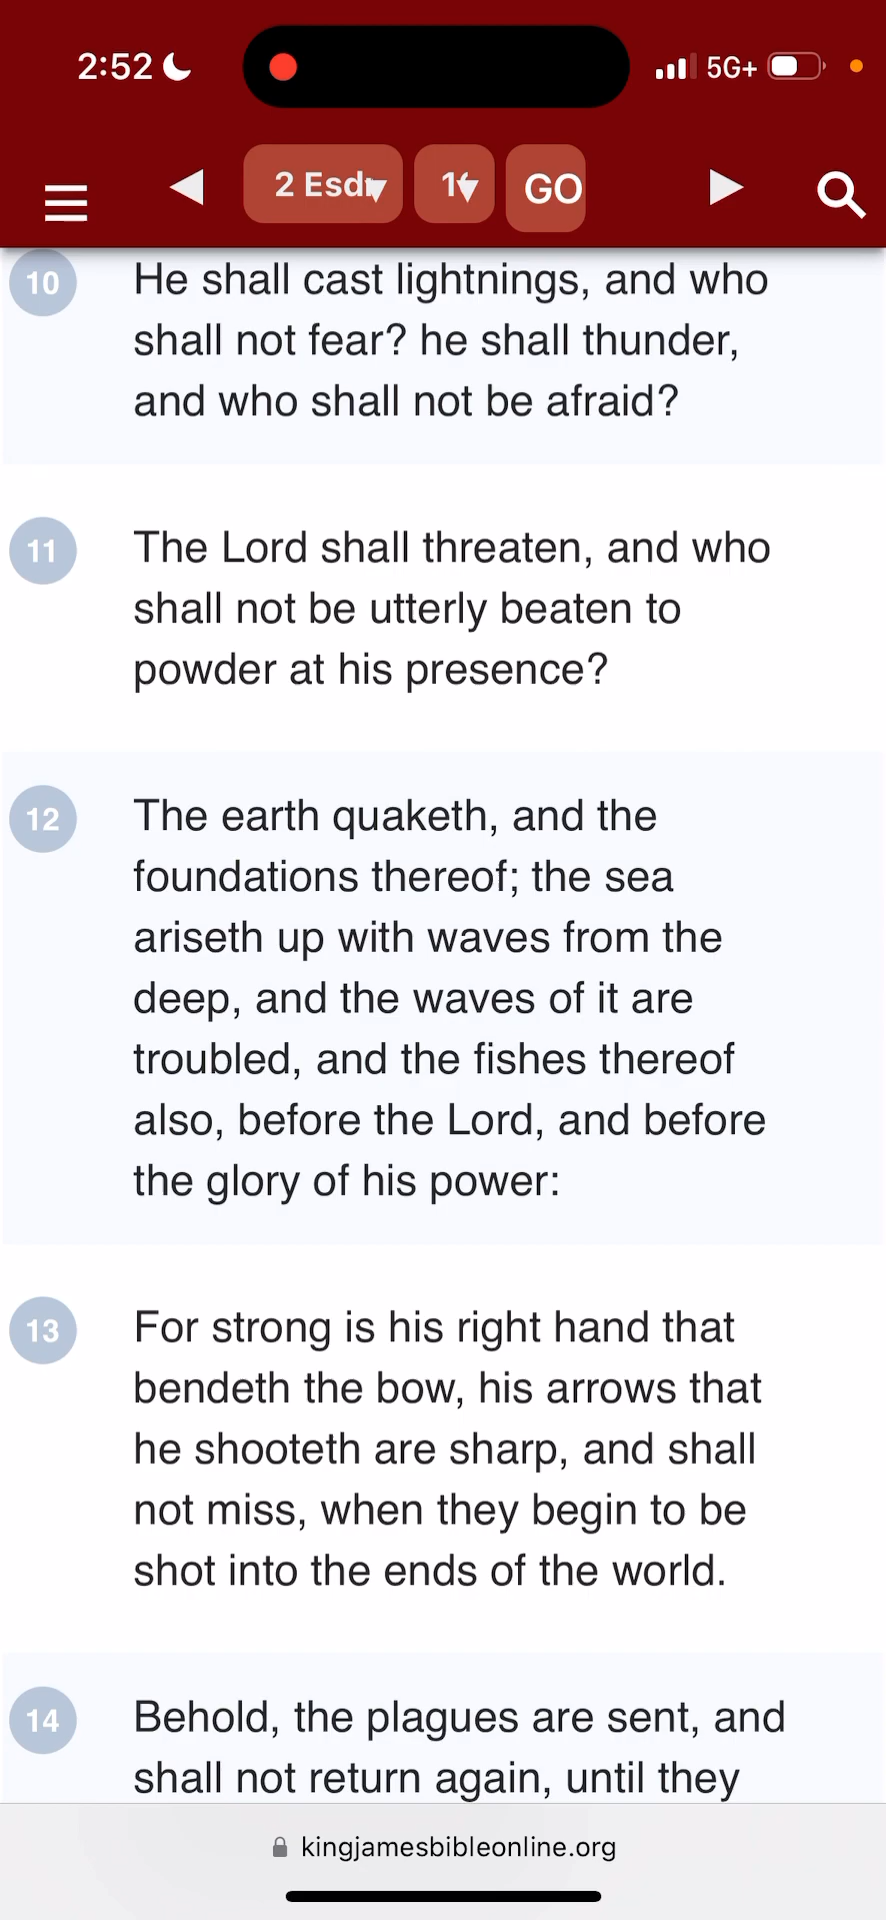 2:52 5G+
2 Esdr GO
10 He shall cast lightnings, and who
shall not fear? he shall thunder,
and who shall not be afraid?
11 The Lord shall threaten, and who
shall not be utterly beaten to
powder at his presence?
12 The earth quaketh, and the
foundations thereof; the sea
ariseth up with waves from the
deep, and the waves of it are
troubled, and the fishes thereof
also, before the Lord, and before
the glory of his power:
13 For strong is his right hand that
bendeth the bow, his arrows that
he shooteth are sharp, and shall
not miss, when they begin to be
shot into the ends of the world.
14 Behold, the plagues are sent, and
shall not return again, until they
kingjamesbibleonline.org